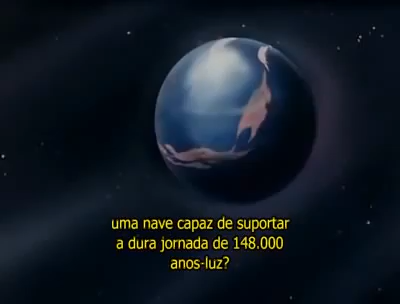 uma nave capaz de suportar
a dura jornada de 148.000
anos-luz?